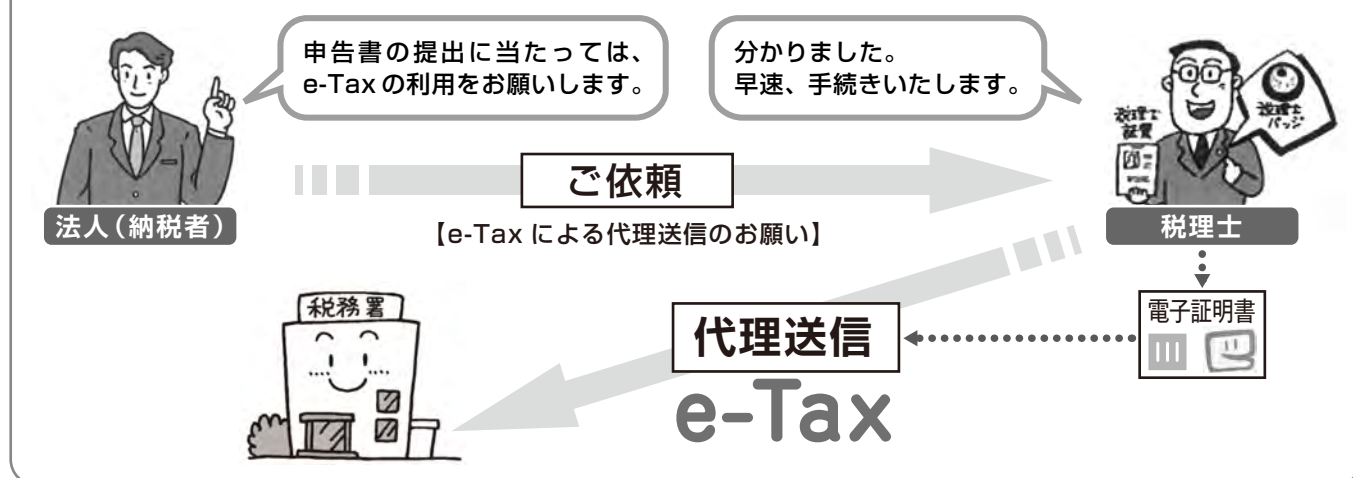 申告書の提出に当たっては、
e-Taxの利用をお願いします。
分かりました。
早速、手続きいたします。
税理士
バッジ
税理士
証票
ご依頼
法人（納税者）
【e-Taxによる代理送信のお願い】
税理士
税務署
代理送信
電子証明書
e-Tax